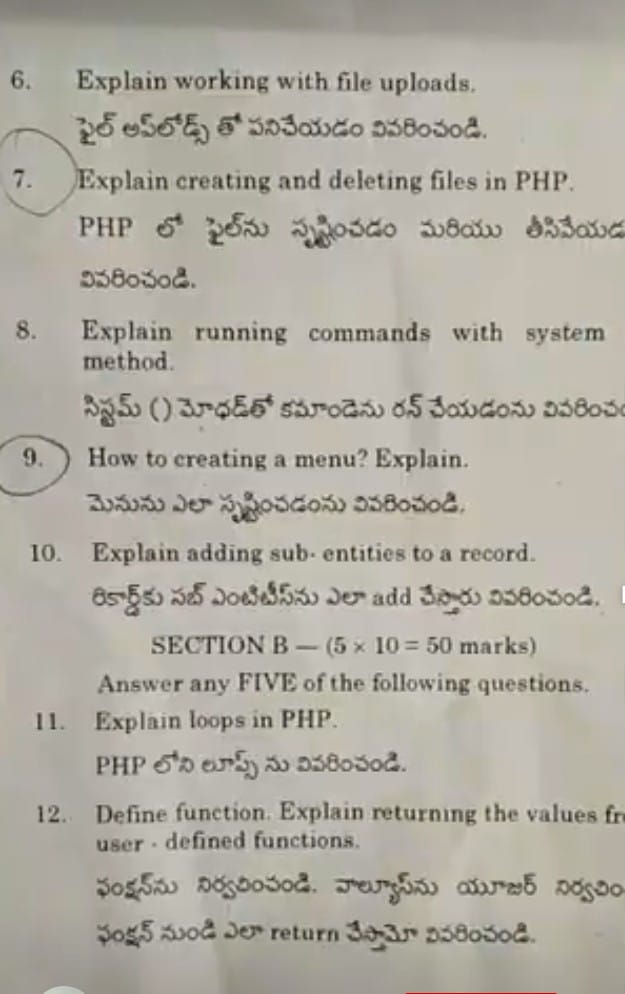 6. Explain working with file uploads.
ఫైల్ అప్‌లోడ్స్ తో పనిచేయడం వివరించండి.
7. Explain creating and deleting files in PHP.
PHP లో ఫైల్‌ను సృష్టించడం మరియు తీసివేయడ
వివరించండి.
8. Explain running commands with system
method.
సిస్టమ్ () మోథడ్‌తో కమాండెను రన్ చేయడంను వివరించ
9. How to creating a menu? Explain.
మెనును ఎలా సృష్టించడంను వివరించండి.
10. Explain adding sub- entities to a record.
రికార్డ్‌కు సబ్ ఎంటిటీస్‌ను ఎలా add చేస్తారు వివరించండి.
SECTION B — (5 × 10 = 50 marks)
Answer any FIVE of the following questions.
11. Explain loops in PHP.
PHP లోని లూప్స్ ను వివరించండి.
12. Define function. Explain returning the values fr
user - defined functions.
ఫంక్షన్‌ను నిర్వచించండి. వాల్యూస్‌ను యూజర్ నిర్వచిం
ఫంక్షన్ నుండి ఎలా return చేస్తామో వివరించండి.